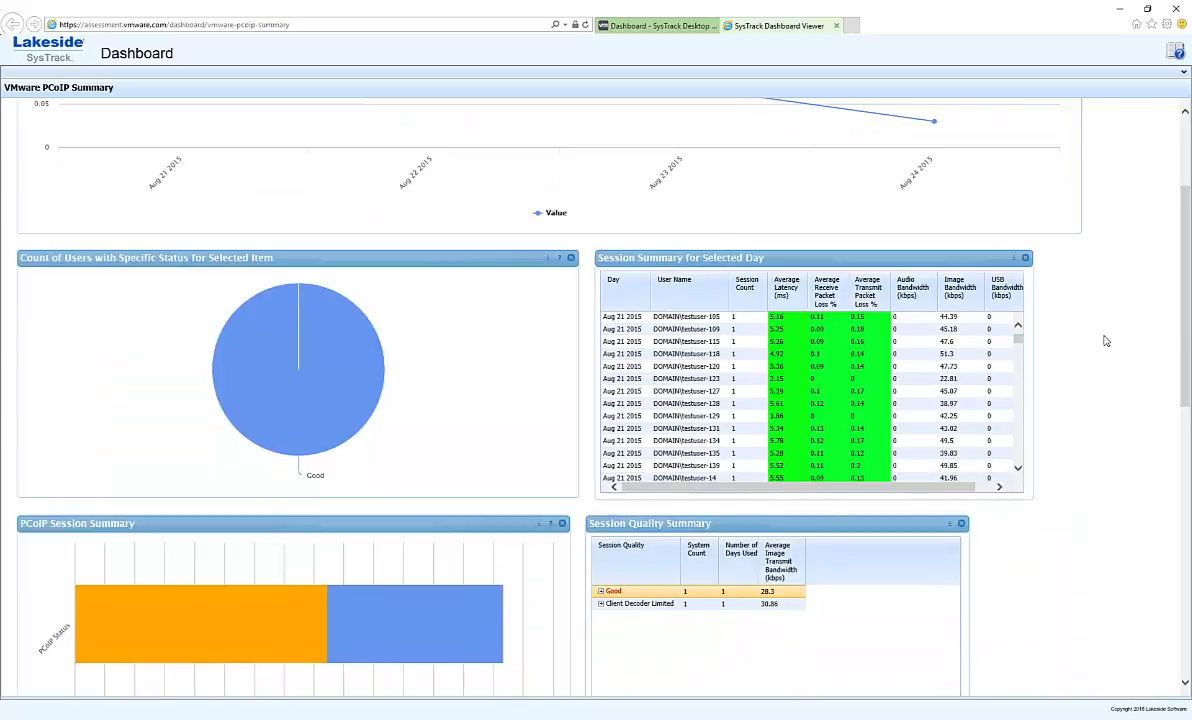 https://assessment.vmware.com/dashboard/vmware-pcoip-summary
Dashboard - SysTrack Desktop ...
SysTrack Dashboard Viewer
Lakeside
SysTrack
Dashboard
VMware PCoIP Summary
0.05
0
Aug 21 2015
Aug 22 2015
Aug 23 2015
Aug 24 2015
Value
Count of Users with Specific Status for Selected Item
Good
Session Summary for Selected Day
Day User Name Session Count Average Latency (ms) Average Receive Packet Loss % Average Transmit Packet Loss % Audio Bandwidth (kbps) Image Bandwidth (kbps) USB Bandwidth (kbps)
Aug 21 2015 DOMAIN\testuser-105 1 5.16 0.11 0.15 0 44.39 0
Aug 21 2015 DOMAIN\testuser-109 1 5.25 0.09 0.18 0 45.18 0
Aug 21 2015 DOMAIN\testuser-115 1 5.26 0.09 0.16 0 47.6 0
Aug 21 2015 DOMAIN\testuser-118 1 4.92 0.1 0.14 0 51.3 0
Aug 21 2015 DOMAIN\testuser-120 1 5.36 0.09 0.14 0 47.73 0
Aug 21 2015 DOMAIN\testuser-123 1 2.15 0 0 0 22.81 0
Aug 21 2015 DOMAIN\testuser-127 1 5.39 0.1 0.17 0 45.07 0
Aug 21 2015 DOMAIN\testuser-128 1 5.61 0.12 0.14 0 38.97 0
Aug 21 2015 DOMAIN\testuser-129 1 1.86 0 0 0 42.25 0
Aug 21 2015 DOMAIN\testuser-131 1 5.34 0.13 0.14 0 43.02 0
Aug 21 2015 DOMAIN\testuser-134 1 5.78 0.12 0.17 0 49.5 0
Aug 21 2015 DOMAIN\testuser-135 1 5.28 0.11 0.12 0 39.83 0
Aug 21 2015 DOMAIN\testuser-139 1 5.52 0.11 0.2 0 49.85 0
Aug 21 2015 DOMAIN\testuser-14 1 5.55 0.09 0.13 0 41.96 0
PCoIP Session Summary
PCoIP Status
Session Quality Summary
Session Quality System Count Number of Days Used Average Image Transmit Bandwidth (kbps)
Good 1 1 28.3
Client Decoder Limited 1 1 30.86
Copyright 2015 Lakeside Software